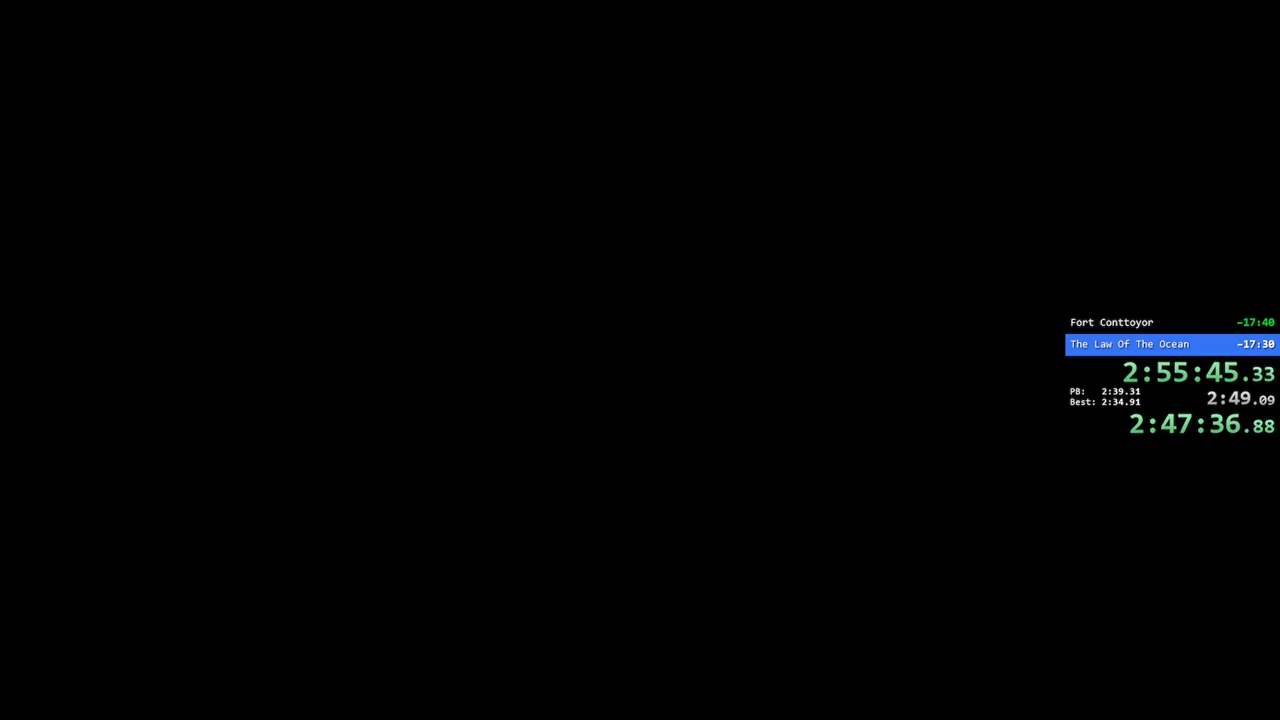 Fort Conttoyor -17:40
The Law Of The Ocean -17:30
2:55:45.33
PB: 2:39.31
Best: 2:34.91
2:49.09
2:47:36.88